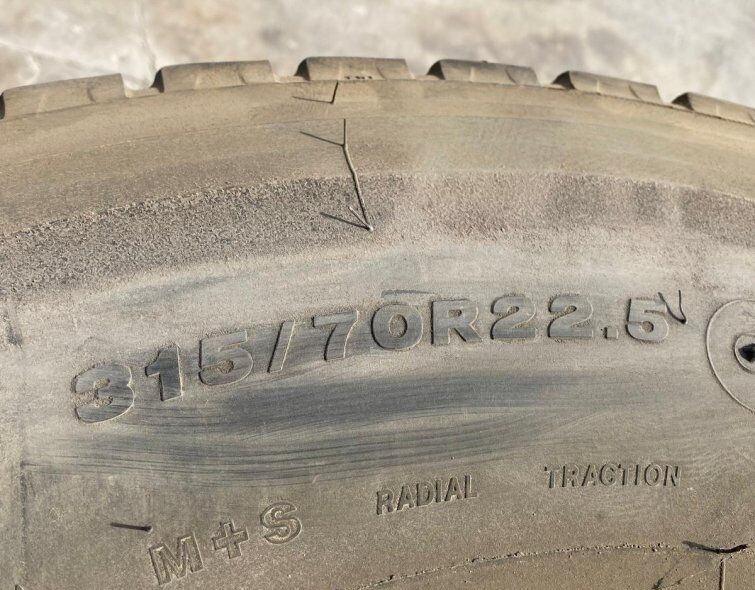 315/70R22.5
RADIAL TRACTION
M+S